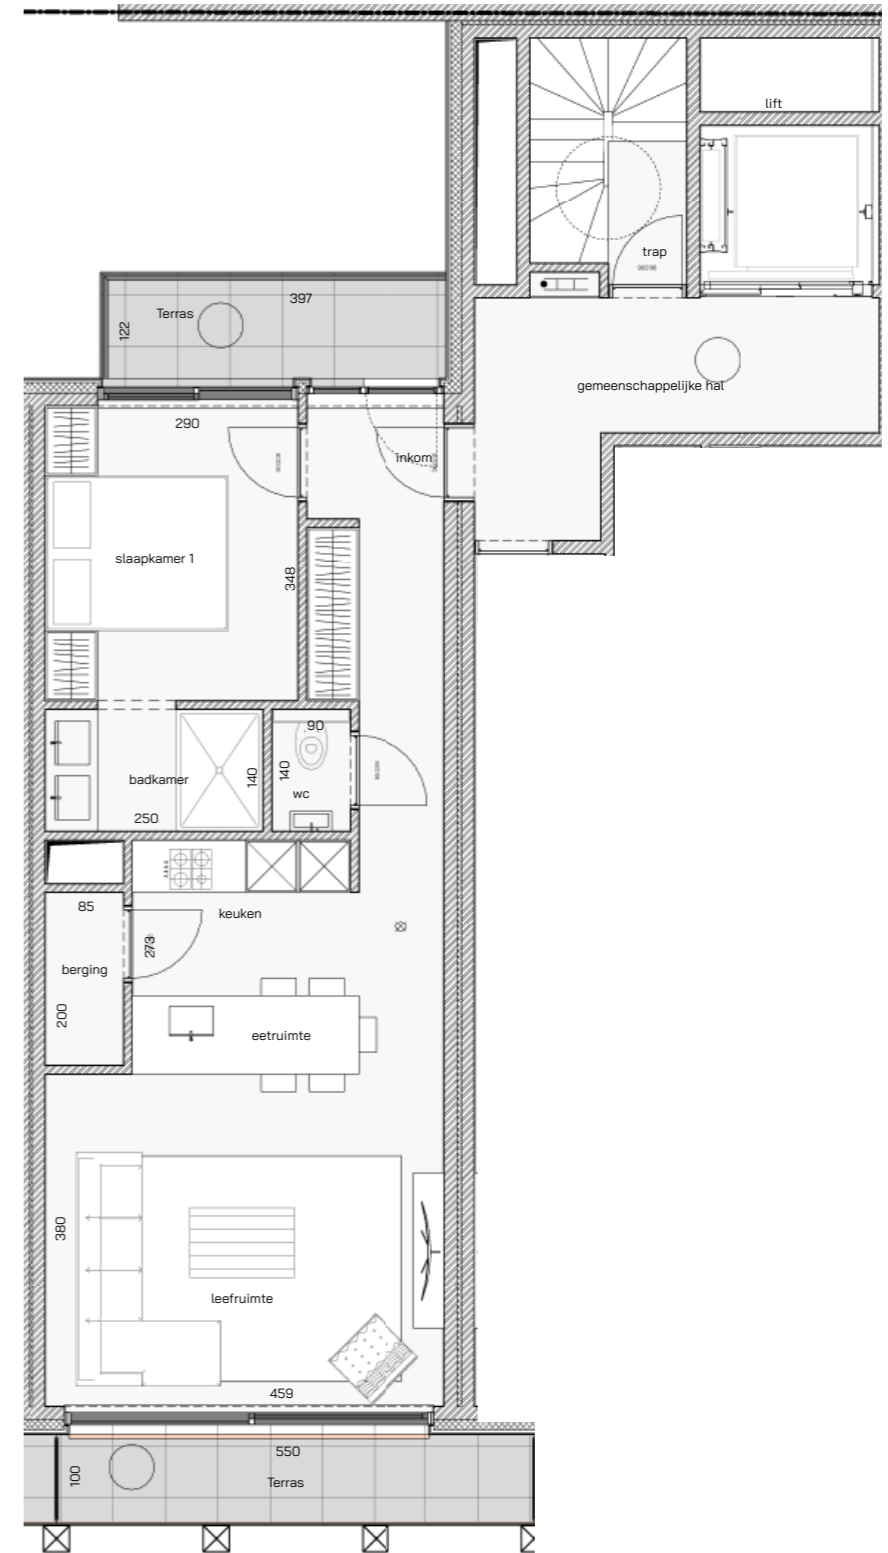 lift
trap
Terras
397
122
gemeenschappelijke hal
290
inkom
slaapkamer 1
348
90
140
wc
badkamer
140
250
85
keuken
273
berging
200
eetruimte
380
leefruimte
459
550
100
Terras